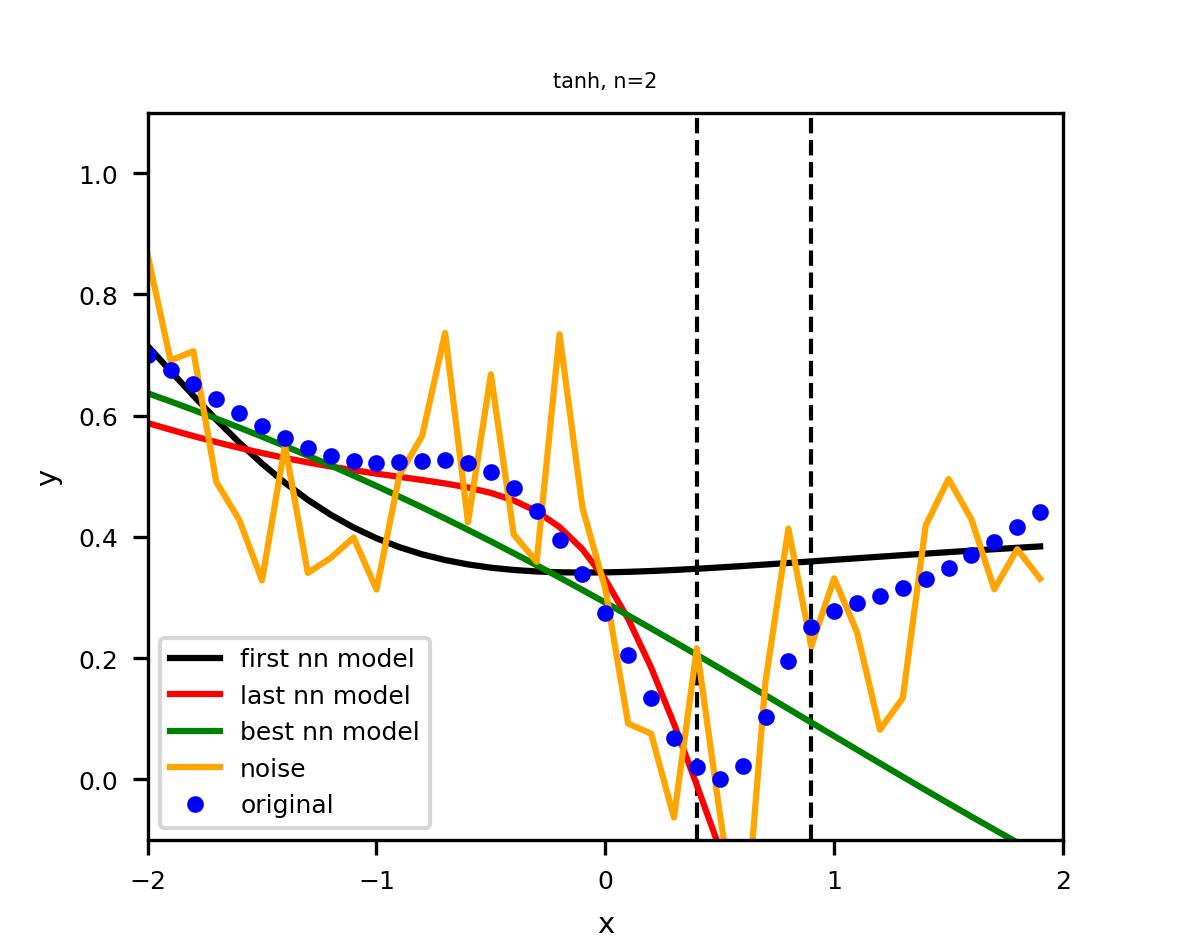 tanh, n=2
1.0
0.8
0.6
0.4
0.2
0.0
y
first nn model
last nn model
best nn model
noise
original
−2
−1
0
1
2
x